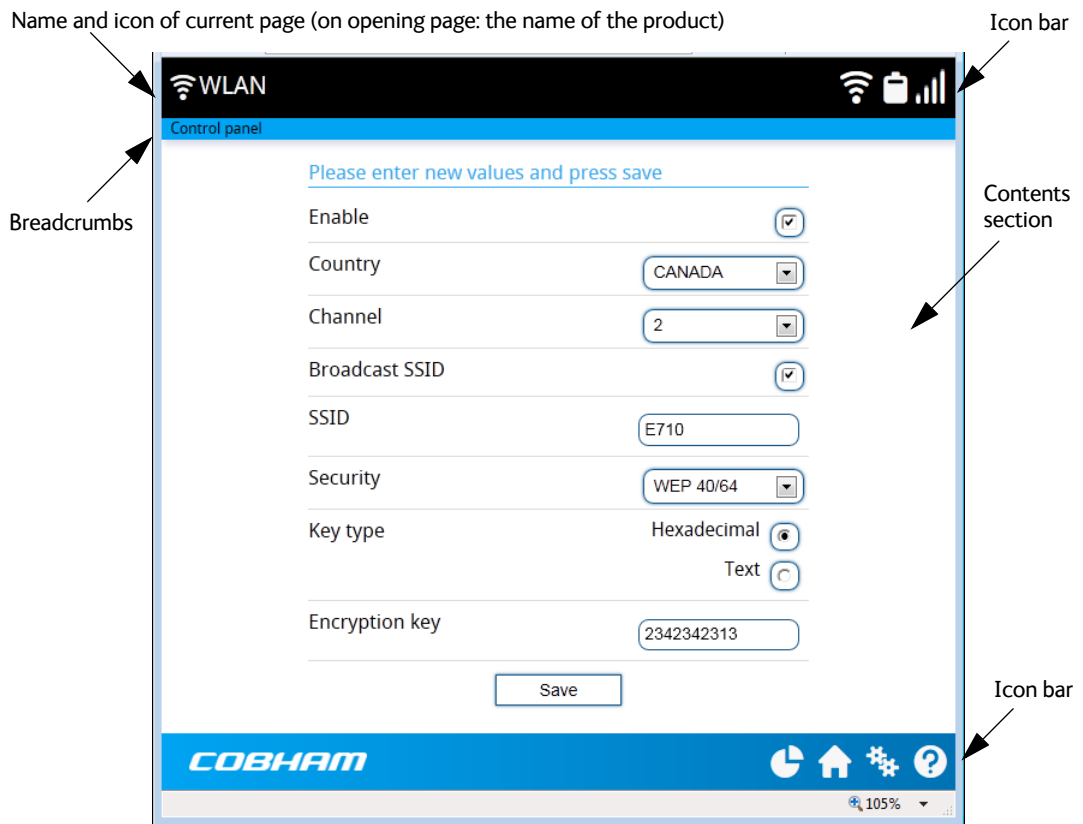 Name and icon of current page (on opening page: the name of the product)
Icon bar
WLAN
Control panel
Please enter new values and press save
Breadcrumbs
Contents
section
Enable
Country
CANADA
Channel
2
Broadcast SSID
SSID
E710
Security
WEP 40/64
Key type
Hexadecimal
Text
Encryption key
2342342313
Save
Icon bar
COBHAM
?
105%